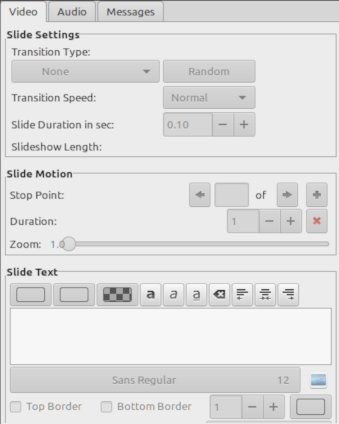 Video Audio Messages
Slide Settings
Transition Type:
None Random
Transition Speed: Normal
Slide Duration in sec: 0.10 − +
Slideshow Length:
Slide Motion
Stop Point: of
Duration: 1 − +
Zoom: 1.0
Slide Text
a a a
Sans Regular 12
Top Border Bottom Border 1 − +